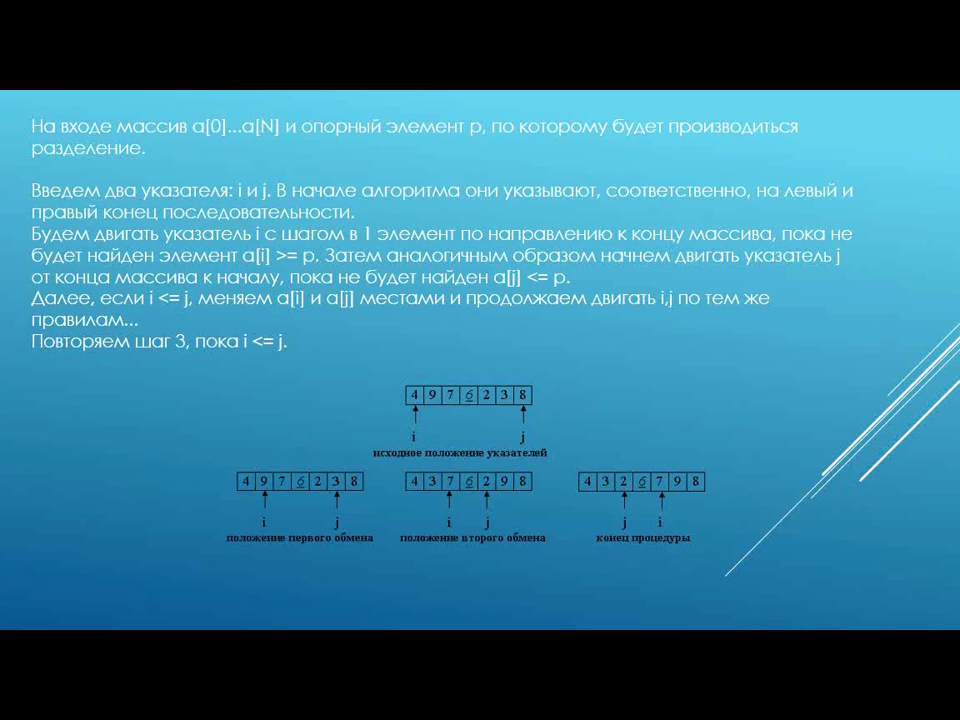 На входе массив a[0]...a[N] и опорный элемент p, по которому будет производиться
разделение.
Введем два указателя: i и j. В начале алгоритма они указывают, соответственно, на левый и
правый конец последовательности.
Будем двигать указатель i с шагом в 1 элемент по направлению к концу массива, пока не
будет найден элемент a[i] >= p. Затем аналогичным образом начнем двигать указатель j
от конца массива к началу, пока не будет найден a[j] <= p.
Далее, если i <= j, меняем a[i] и a[j] местами и продолжаем двигать i,j по тем же
правилам...
Повторяем шаг 3, пока i <= j.
4 9 7 6 2 3 8
i j
исходное положение указателей
4 9 7 6 2 3 8
i j
положение первого обмена
4 3 7 6 2 9 8
i j
положение второго обмена
4 3 2 6 7 9 8
j i
конец процедуры